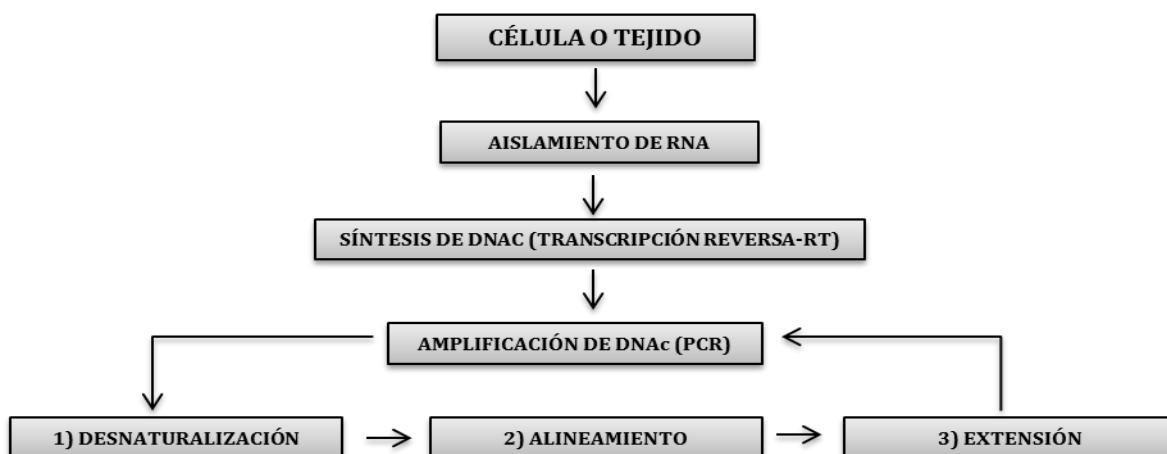 CÉLULA O TEJIDO
AISLAMIENTO DE RNA
SÍNTESIS DE DNAC (TRANSCRIPCIÓN REVERSA-RT)
AMPLIFICACIÓN DE DNAc (PCR)
1) DESNATURALIZACIÓN
2) ALINEAMIENTO
3) EXTENSIÓN